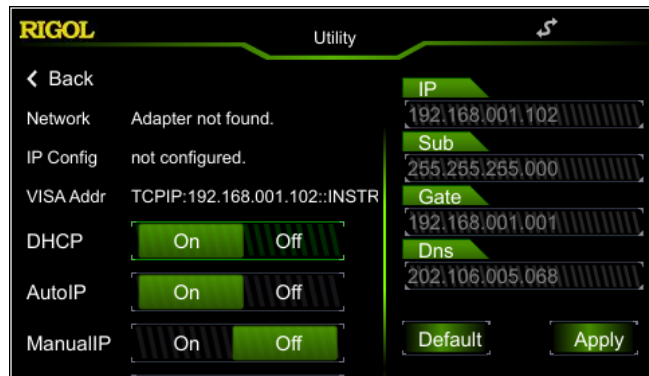 RIGOL
Utility
Back
Network Adapter not found.
IP Config not configured.
VISA Addr TCPIP:192.168.001.102::INSTR
DHCP On Off
AutoIP On Off
ManualIP On Off
IP
192.168.001.102
Sub
255.255.255.000
Gate
192.168.001.001
Dns
202.106.005.068
Default Apply